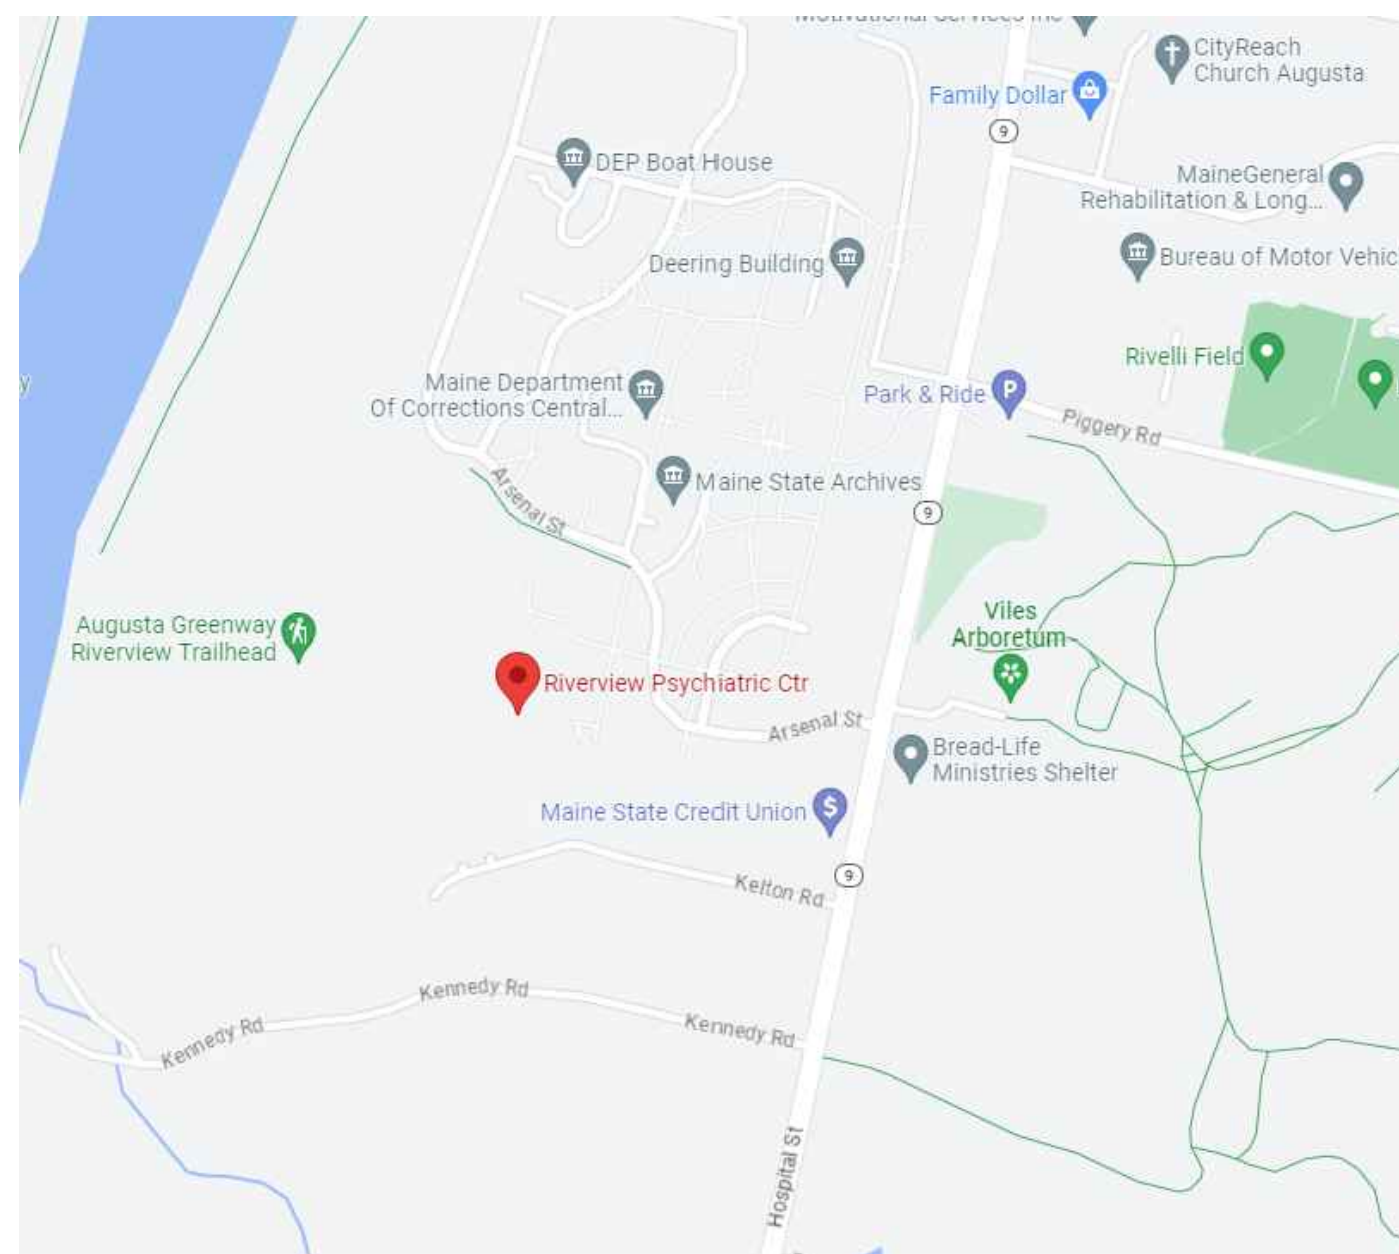 Motivational Services Inc
CityReach
Church Augusta
Family Dollar
9
DEP Boat House
MaineGeneral
Rehabilitation & Long...
Deering Building
Bureau of Motor Vehic
Rivelli Field
y
Maine Department
Of Corrections Central...
Park & Ride
P
Piggery Rd
Maine State Archives
Arsenal St
9
Viles
Arboretum
Augusta Greenway
Riverview Trailhead
Riverview Psychiatric Ctr
Arsenal St
Bread-Life
Ministries Shelter
Maine State Credit Union
$
Kelton Rd
9
Kennedy Rd
Kennedy Rd
Kennedy Rd
Hospital St